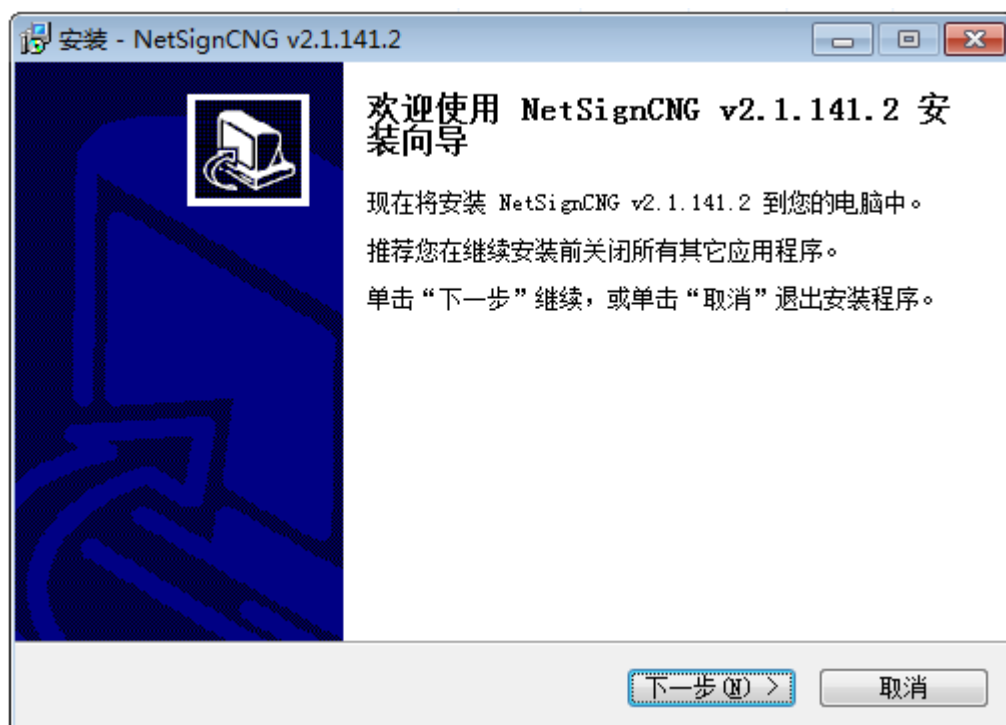 安装 - NetSignCNG v2.1.141.2
欢迎使用 NetSignCNG v2.1.141.2 安
装向导
现在将安装 NetSignCNG v2.1.141.2 到您的电脑中。
推荐您在继续安装前关闭所有其它应用程序。
单击“下一步”继续，或单击“取消”退出安装程序。
下一步(N) >
取消